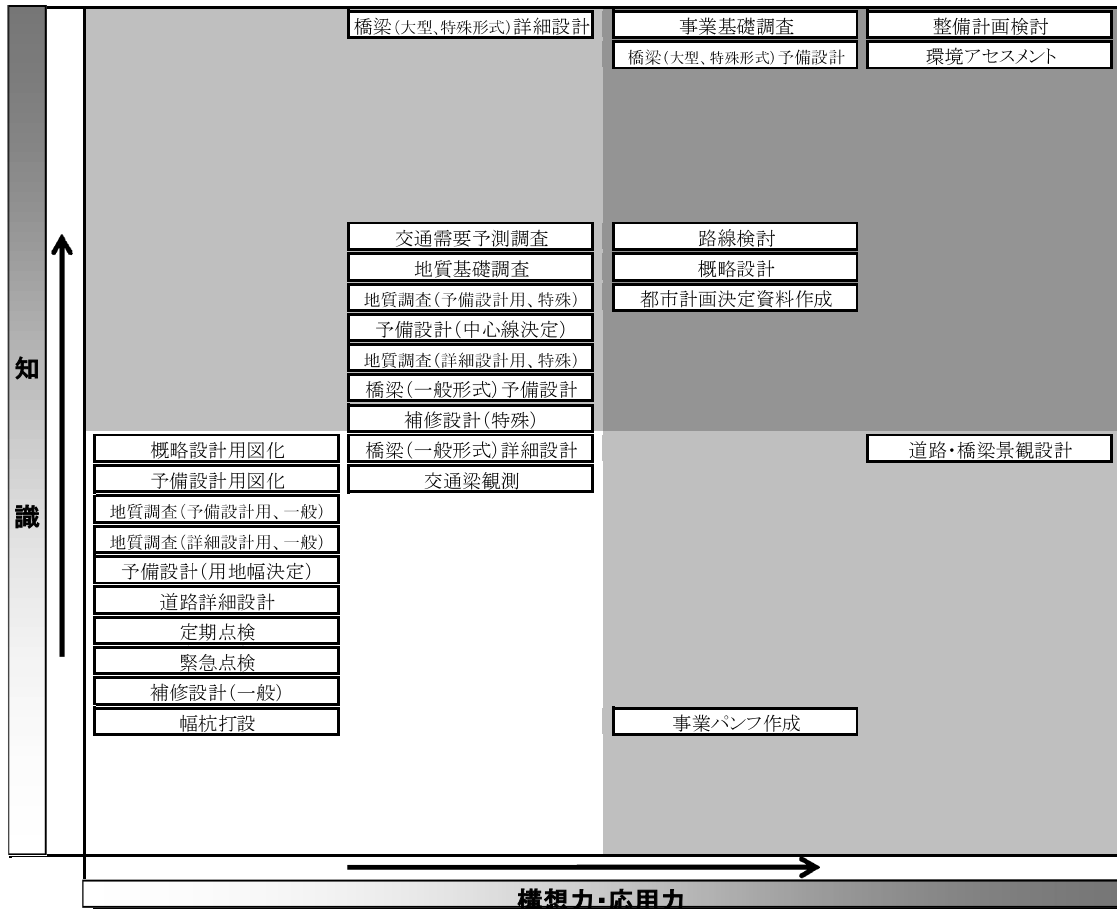 橋梁(大型、特殊形式)詳細設計
事業基礎調査
整備計画検討
橋梁(大型、特殊形式)予備設計
環境アセスメント
交通需要予測調査
路線検討
地質基礎調査
概略設計
地質調査(予備設計用、特殊)
都市計画決定資料作成
予備設計(中心線決定)
地質調査(詳細設計用、特殊)
橋梁(一般形式)予備設計
補修設計(特殊)
概略設計用図化
橋梁(一般形式)詳細設計
道路・橋梁景観設計
予備設計用図化
交通梁観測
地質調査(予備設計用、一般)
地質調査(詳細設計用、一般)
予備設計(用地幅決定)
道路詳細設計
定期点検
緊急点検
補修設計(一般)
幅杭打設
事業パンフ作成
知識
構想力・応用力